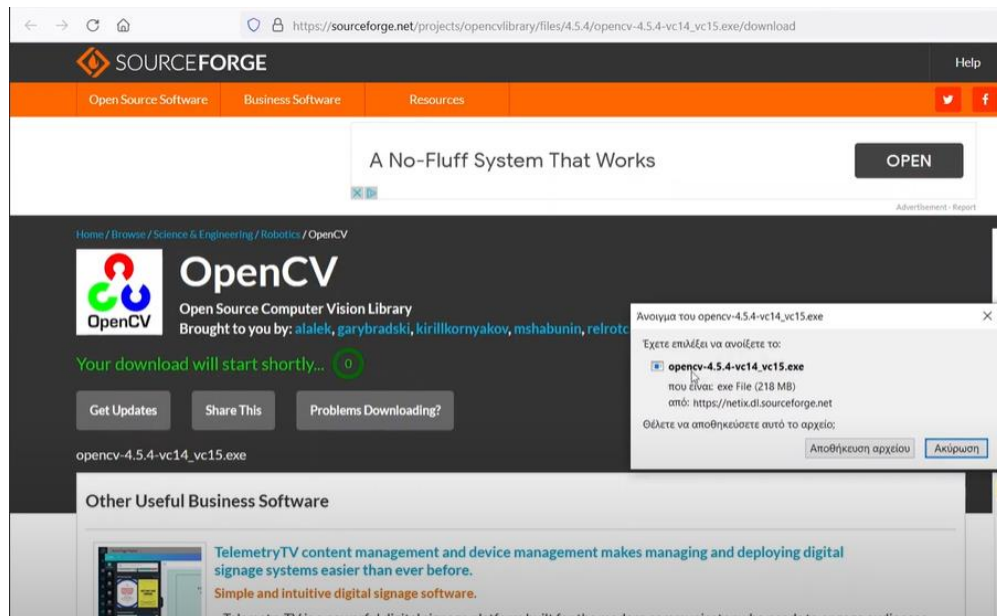 https://sourceforge.net/projects/opencvlibrary/files/4.5.4/opencv-4.5.4-vc14_vc15.exe/download
SOURCEFORGE
Help
Open Source Software Business Software Resources
A No-Fluff System That Works
OPEN
Advertisement - Report
Home / Browse / Science & Engineering / Robotics / OpenCV
OpenCV
OpenCV
Open Source Computer Vision Library
Brought to you by: alalek, garybradski, kirillkornyakov, mshabunin, relrotc
Your download will start shortly... 0
Get Updates Share This Problems Downloading?
opencv-4.5.4-vc14_vc15.exe
Άνοιγμα του opencv-4.5.4-vc14_vc15.exe
Έχετε επιλέξει να ανοίξετε το:
opencv-4.5.4-vc14_vc15.exe
που είναι: exe File (218 MB)
από: https://netix.dl.sourceforge.net
Θέλετε να αποθηκεύσετε αυτό το αρχείο;
Αποθήκευση αρχείου Ακύρωση
Other Useful Business Software
TelemetryTV content management and device management makes managing and deploying digital
signage systems easier than ever before.
Simple and intuitive digital signage software.